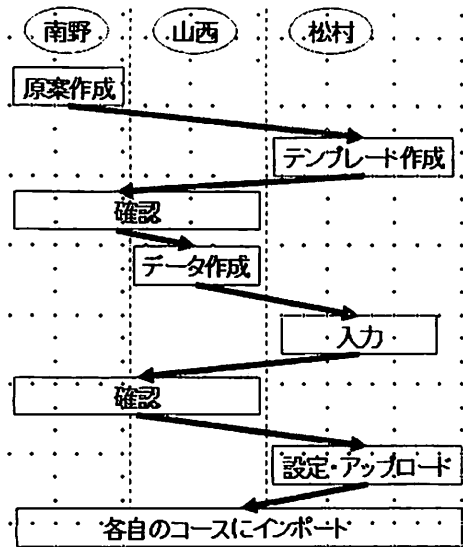 南野 山西 松村
原案作成
テンプレード作成
確認
データ作成
入力
確認
設定・アップロード
各自のコースにインポート